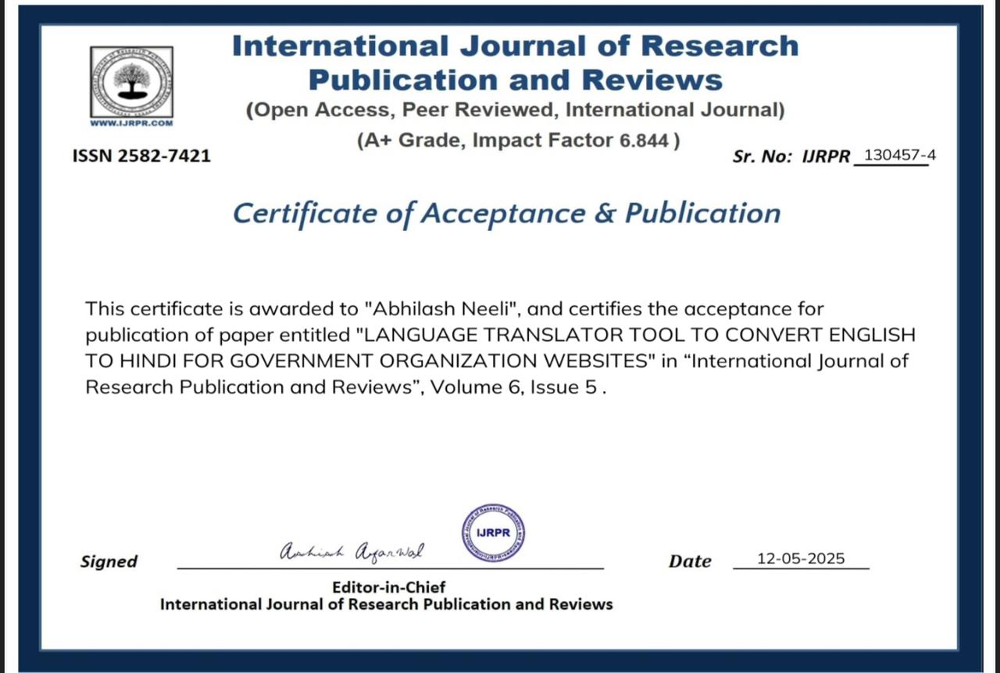 International Journal of Research
Publication and Reviews
(Open Access, Peer Reviewed, International Journal)
(A+ Grade, Impact Factor 6.844 )
WWW.IJRPR.COM
ISSN 2582-7421
Sr. No: IJRPR 130457-4
Certificate of Acceptance & Publication
This certificate is awarded to "Abhilash Neeli", and certifies the acceptance for
publication of paper entitled "LANGUAGE TRANSLATOR TOOL TO CONVERT ENGLISH
TO HINDI FOR GOVERNMENT ORGANIZATION WEBSITES" in “International Journal of
Research Publication and Reviews”, Volume 6, Issue 5 .
Ashish Agarwal
IJRPR
Signed
Date 12-05-2025
Editor-in-Chief
International Journal of Research Publication and Reviews